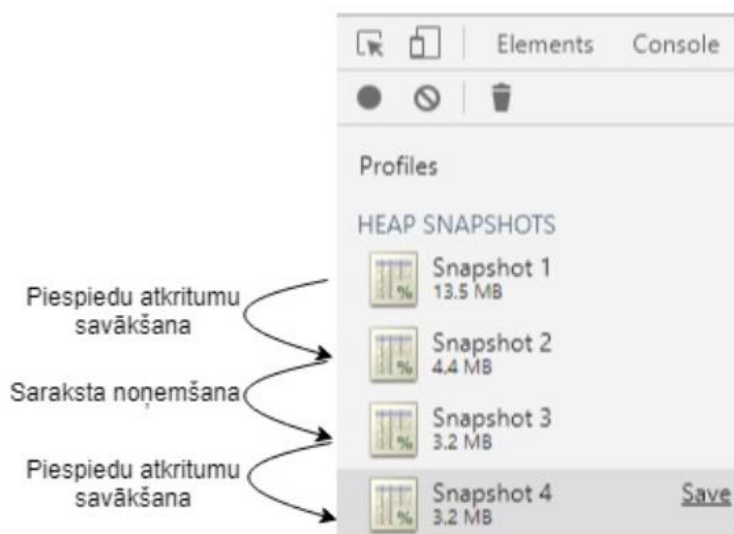 Elements Console
Profiles
HEAP SNAPSHOTS
Snapshot 1
13.5 MB
Piespiedu atkritumu
savākšana
Snapshot 2
4.4 MB
Saraksta noņemšana
Snapshot 3
3.2 MB
Piespiedu atkritumu
savākšana
Snapshot 4 Save
3.2 MB